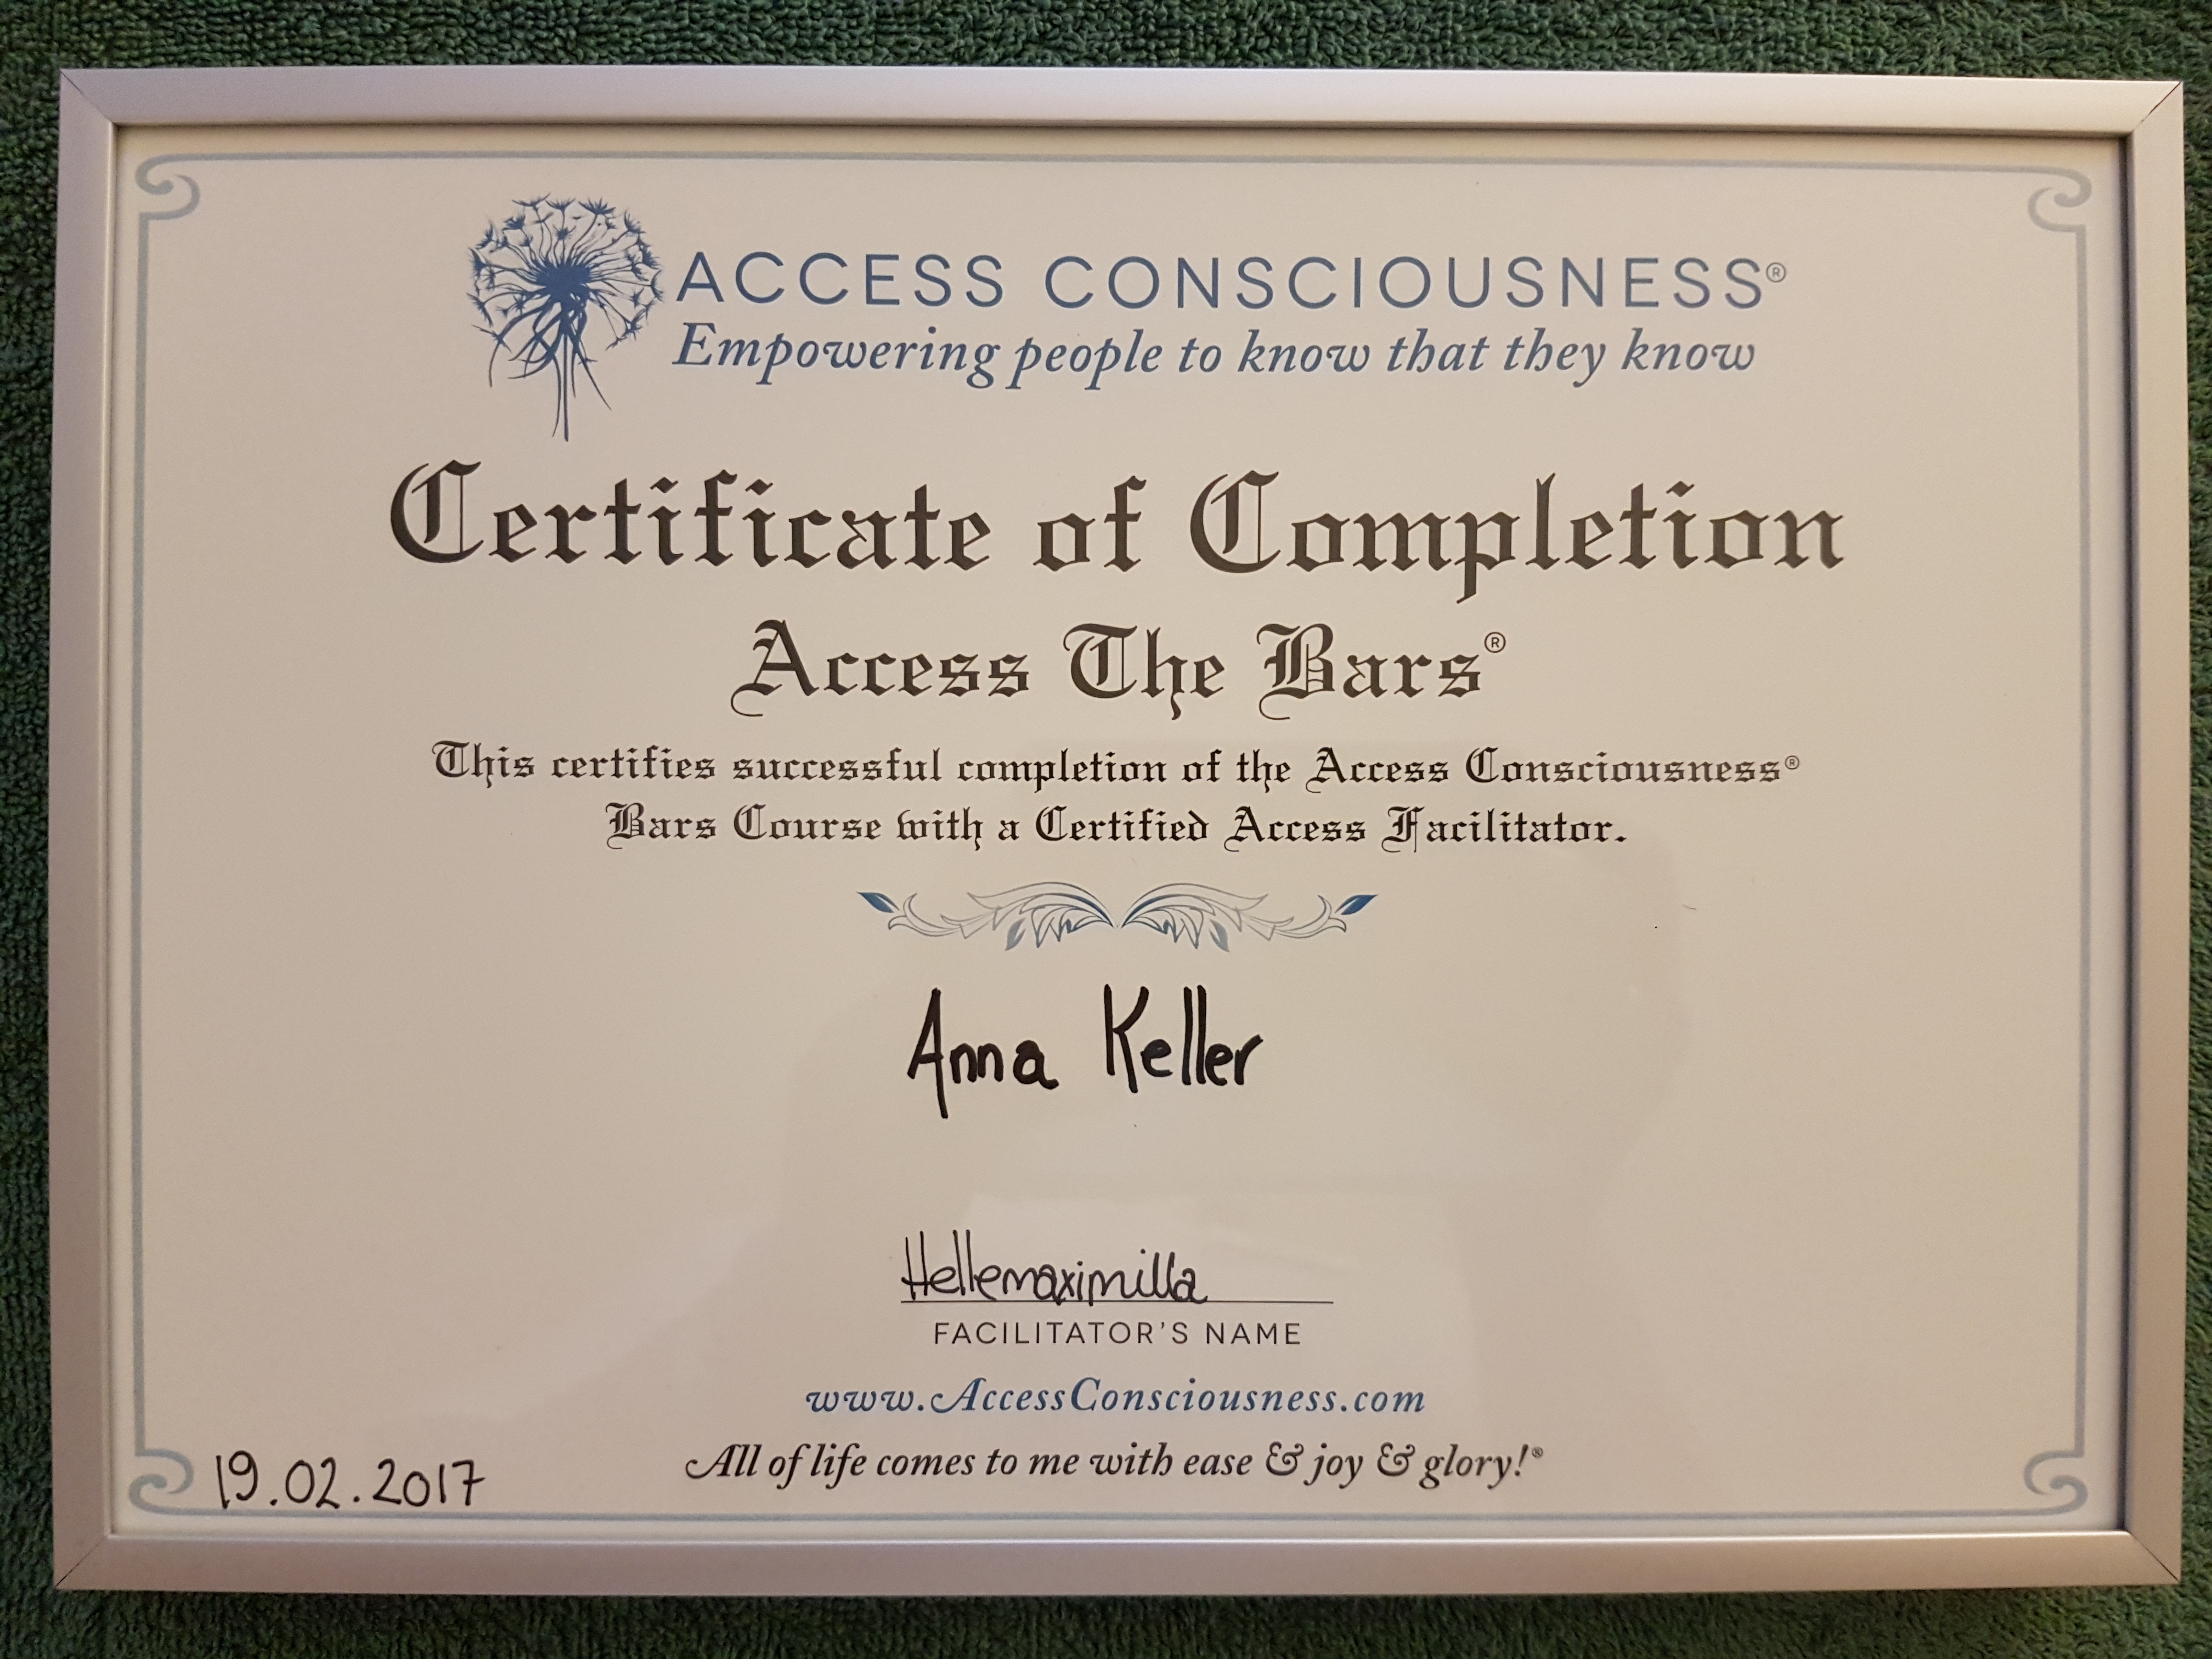 ACCESS CONSCIOUSNESS®
Empowering people to know that they know
Certificate of Completion
Access The Bars®
This certifies successful completion of the Access Consciousness®
Bars Course with a Certified Access Facilitator.
Anna Keller
Hellemaximilla
FACILITATOR'S NAME
www.AccessConsciousness.com
All of life comes to me with ease & joy & glory!®
19.02.2017